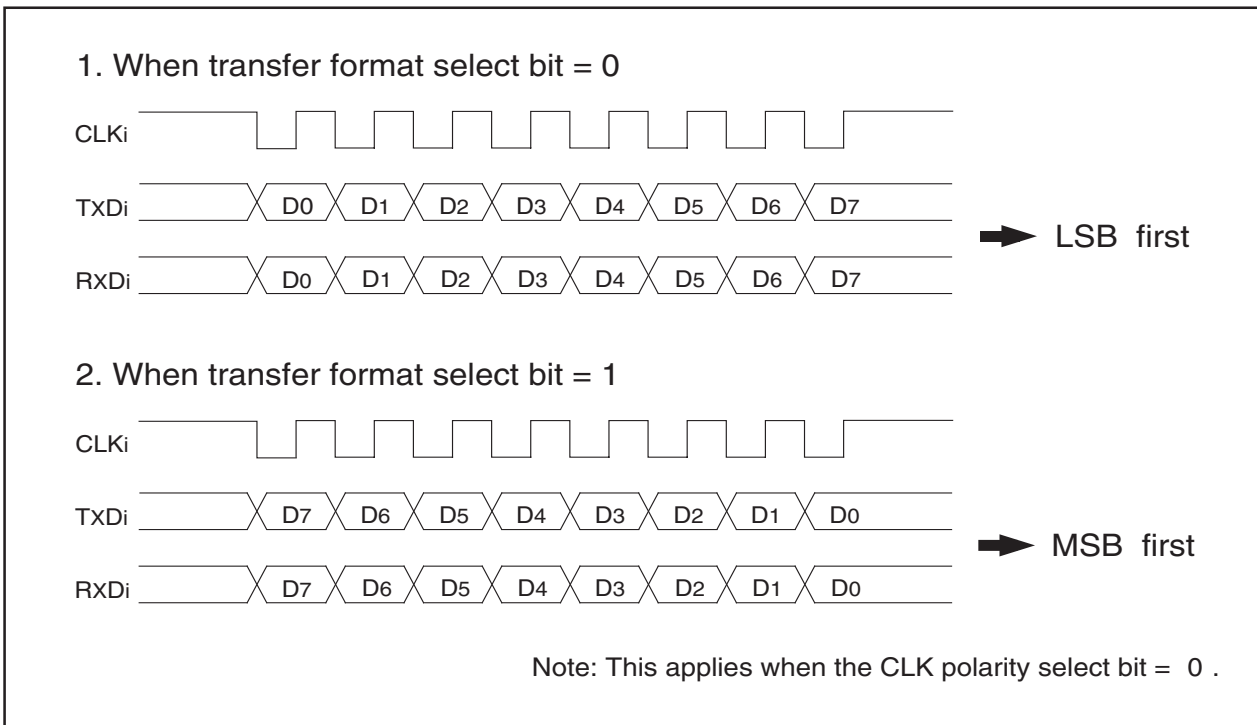 1. When transfer format select bit = 0
CLKi
TXDi D0 D1 D2 D3 D4 D5 D6 D7
RXDi D0 D1 D2 D3 D4 D5 D6 D7
LSB first
2. When transfer format select bit = 1
CLKi
TXDi D7 D6 D5 D4 D3 D2 D1 D0
RXDi D7 D6 D5 D4 D3 D2 D1 D0
MSB first
Note: This applies when the CLK polarity select bit = 0 .